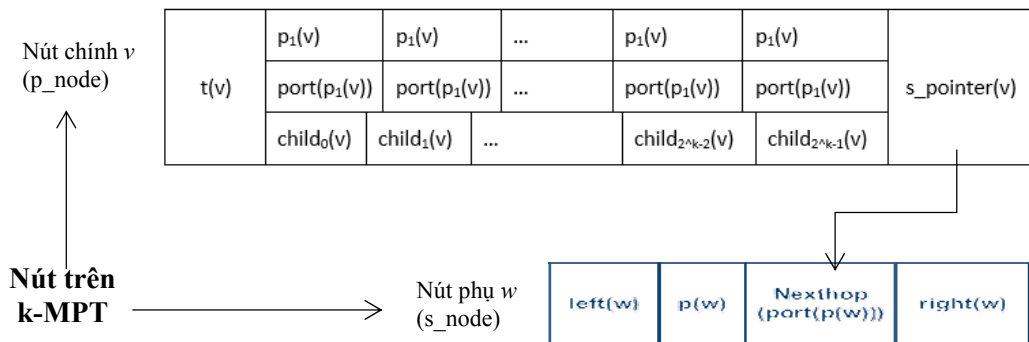 Nút chính v
(p_node)
t(v)
p₁(v) p₁(v) ... p₁(v) p₁(v)
port(p₁(v)) port(p₁(v)) ... port(p₁(v)) port(p₁(v))
child₀(v) child₁(v) ... child₂^ₖ₋₂(v) child₂^ₖ₋₁(v)
s_pointer(v)
Nút trên
k-MPT
Nút phụ w
(s_node)
left(w) p(w) Nexthop right(w)
(port(p(w)))